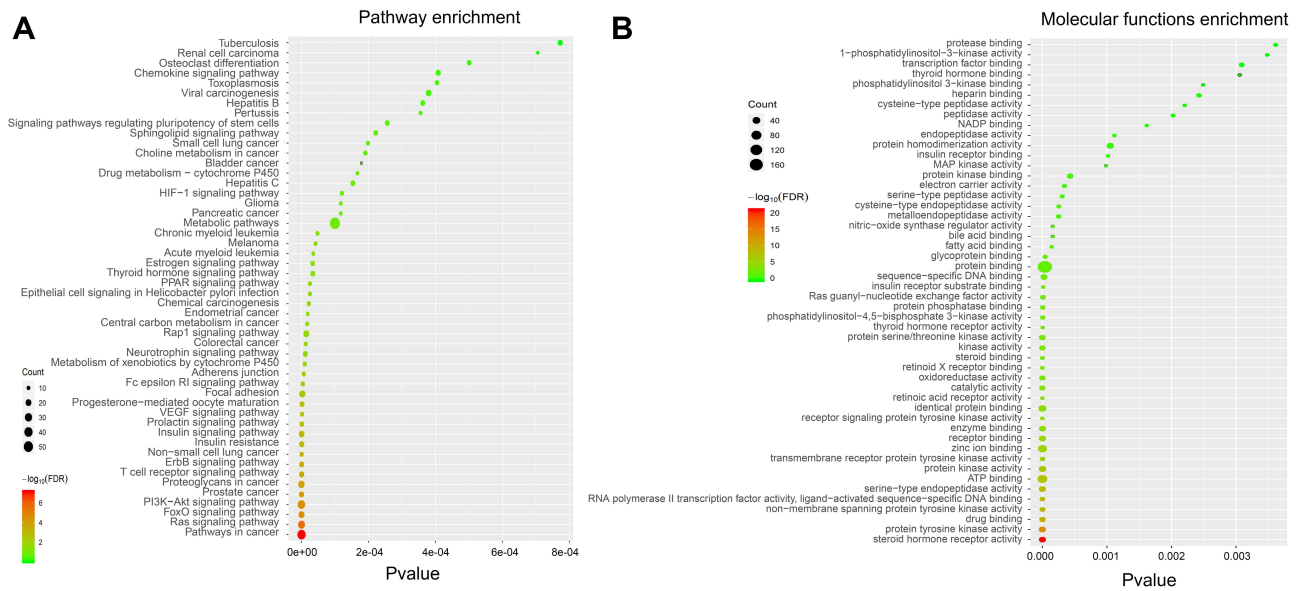 A
Pathway enrichment
Tuberculosis
Renal cell carcinoma
Osteoclast differentiation
Chemokine signaling pathway
Toxoplasmosis
Viral carcinogenesis
Hepatitis B
Pertussis
Signaling pathways regulating pluripotency of stem cells
Sphingolipid signaling pathway
Small cell lung cancer
Choline metabolism in cancer
Bladder cancer
Drug metabolism − cytochrome P450
Hepatitis C
HIF−1 signaling pathway
Glioma
Pancreatic cancer
Metabolic pathways
Chronic myeloid leukemia
Melanoma
Acute myeloid leukemia
Estrogen signaling pathway
Thyroid hormone signaling pathway
PPAR signaling pathway
Epithelial cell signaling in Helicobacter pylori infection
Chemical carcinogenesis
Endometrial cancer
Central carbon metabolism in cancer
Rap1 signaling pathway
Colorectal cancer
Neurotrophin signaling pathway
Metabolism of xenobiotics by cytochrome P450
Adherens junction
Fc epsilon RI signaling pathway
Focal adhesion
Progesterone−mediated oocyte maturation
VEGF signaling pathway
Prolactin signaling pathway
Insulin signaling pathway
Insulin resistance
Non−small cell lung cancer
ErbB signaling pathway
T cell receptor signaling pathway
Proteoglycans in cancer
Prostate cancer
PI3K−Akt signaling pathway
FoxO signaling pathway
Ras signaling pathway
Pathways in cancer
Count
10
20
30
40
50
−log10(FDR)
6
4
2
0e+00 2e−04 4e−04 6e−04 8e−04
Pvalue
B
Molecular functions enrichment
protease binding
1−phosphatidylinositol−3−kinase activity
transcription factor binding
thyroid hormone binding
phosphatidylinositol 3−kinase binding
heparin binding
cysteine−type peptidase activity
peptidase activity
NADP binding
endopeptidase activity
protein homodimerization activity
insulin receptor binding
MAP kinase activity
protein kinase binding
electron carrier activity
serine−type peptidase activity
cysteine−type endopeptidase activity
metalloendopeptidase activity
nitric−oxide synthase regulator activity
bile acid binding
fatty acid binding
glycoprotein binding
protein binding
sequence−specific DNA binding
insulin receptor substrate binding
Ras guanyl−nucleotide exchange factor activity
protein phosphatase binding
phosphatidylinositol−4,5−bisphosphate 3−kinase activity
thyroid hormone receptor activity
protein serine/threonine kinase activity
kinase activity
steroid binding
retinoid X receptor binding
oxidoreductase activity
catalytic activity
retinoic acid receptor activity
identical protein binding
receptor signaling protein tyrosine kinase activity
enzyme binding
receptor binding
zinc ion binding
transmembrane receptor protein tyrosine kinase activity
protein kinase activity
ATP binding
serine−type endopeptidase activity
RNA polymerase II transcription factor activity, ligand−activated sequence−specific DNA binding
non−membrane spanning protein tyrosine kinase activity
drug binding
protein tyrosine kinase activity
steroid hormone receptor activity
Count
40
80
120
160
−log10(FDR)
20
15
10
5
0
0.000 0.001 0.002 0.003
Pvalue